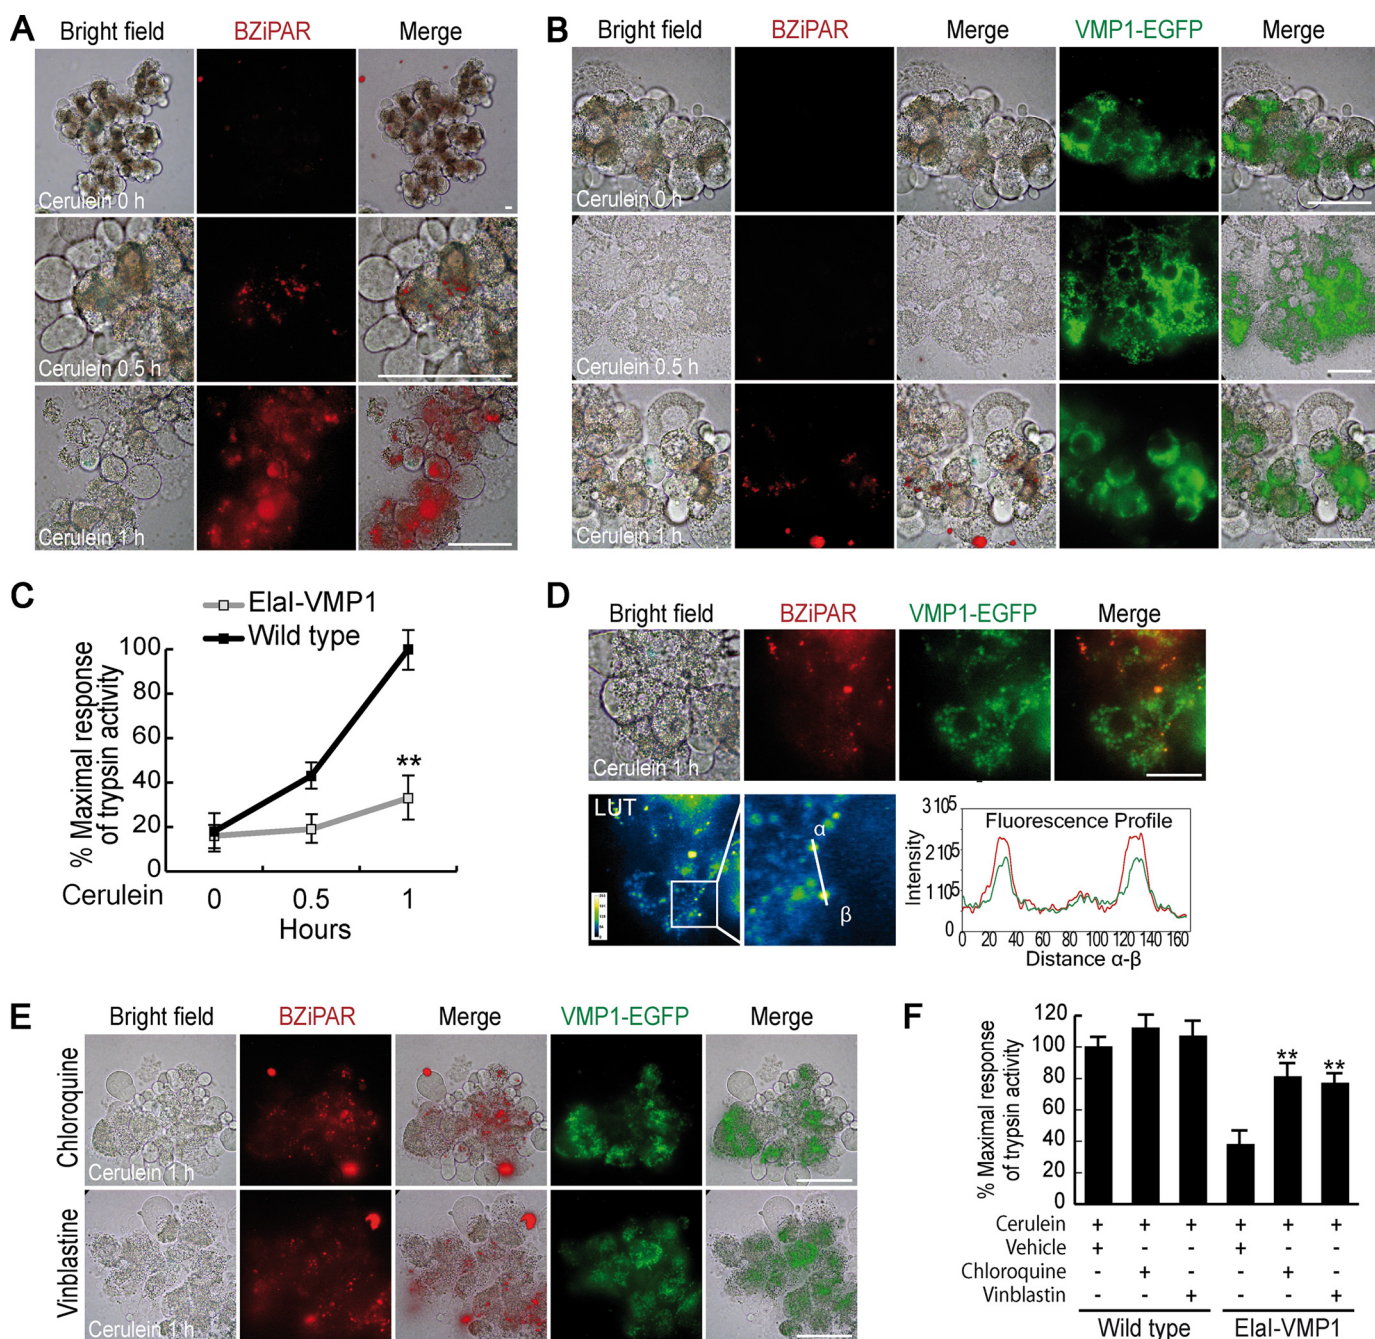 A
Bright field BZiPAR Merge
Cerulein 0 h
Cerulein 0.5 h
Cerulein 1 h
B
Bright field BZiPAR Merge VMP1-EGFP Merge
Cerulein 0 h
Cerulein 0.5 h
Cerulein 1 h
C
ElaI-VMP1
Wild type
% Maximal response
of trypsin activity
100
80
60
40
20
0
**
Cerulein
0 0.5 1
Hours
D
Bright field BZiPAR VMP1-EGFP Merge
Cerulein 1 h
LUT
α
β
Fluorescence Profile
Intensity
3 10⁵
2 10⁵
1 10⁵
0
0 20 40 60 80 100 120 140 160
Distance α-β
E
Bright field BZiPAR Merge VMP1-EGFP Merge
Chloroquine
Cerulein 1 h
Vinblastine
Cerulein 1 h
F
% Maximal response
of trypsin activity
120
100
80
60
40
20
0
** **
Cerulein + + + + + +
Vehicle + - - + - -
Chloroquine - + - - + -
Vinblastin - - + - - +
Wild type ElaI-VMP1